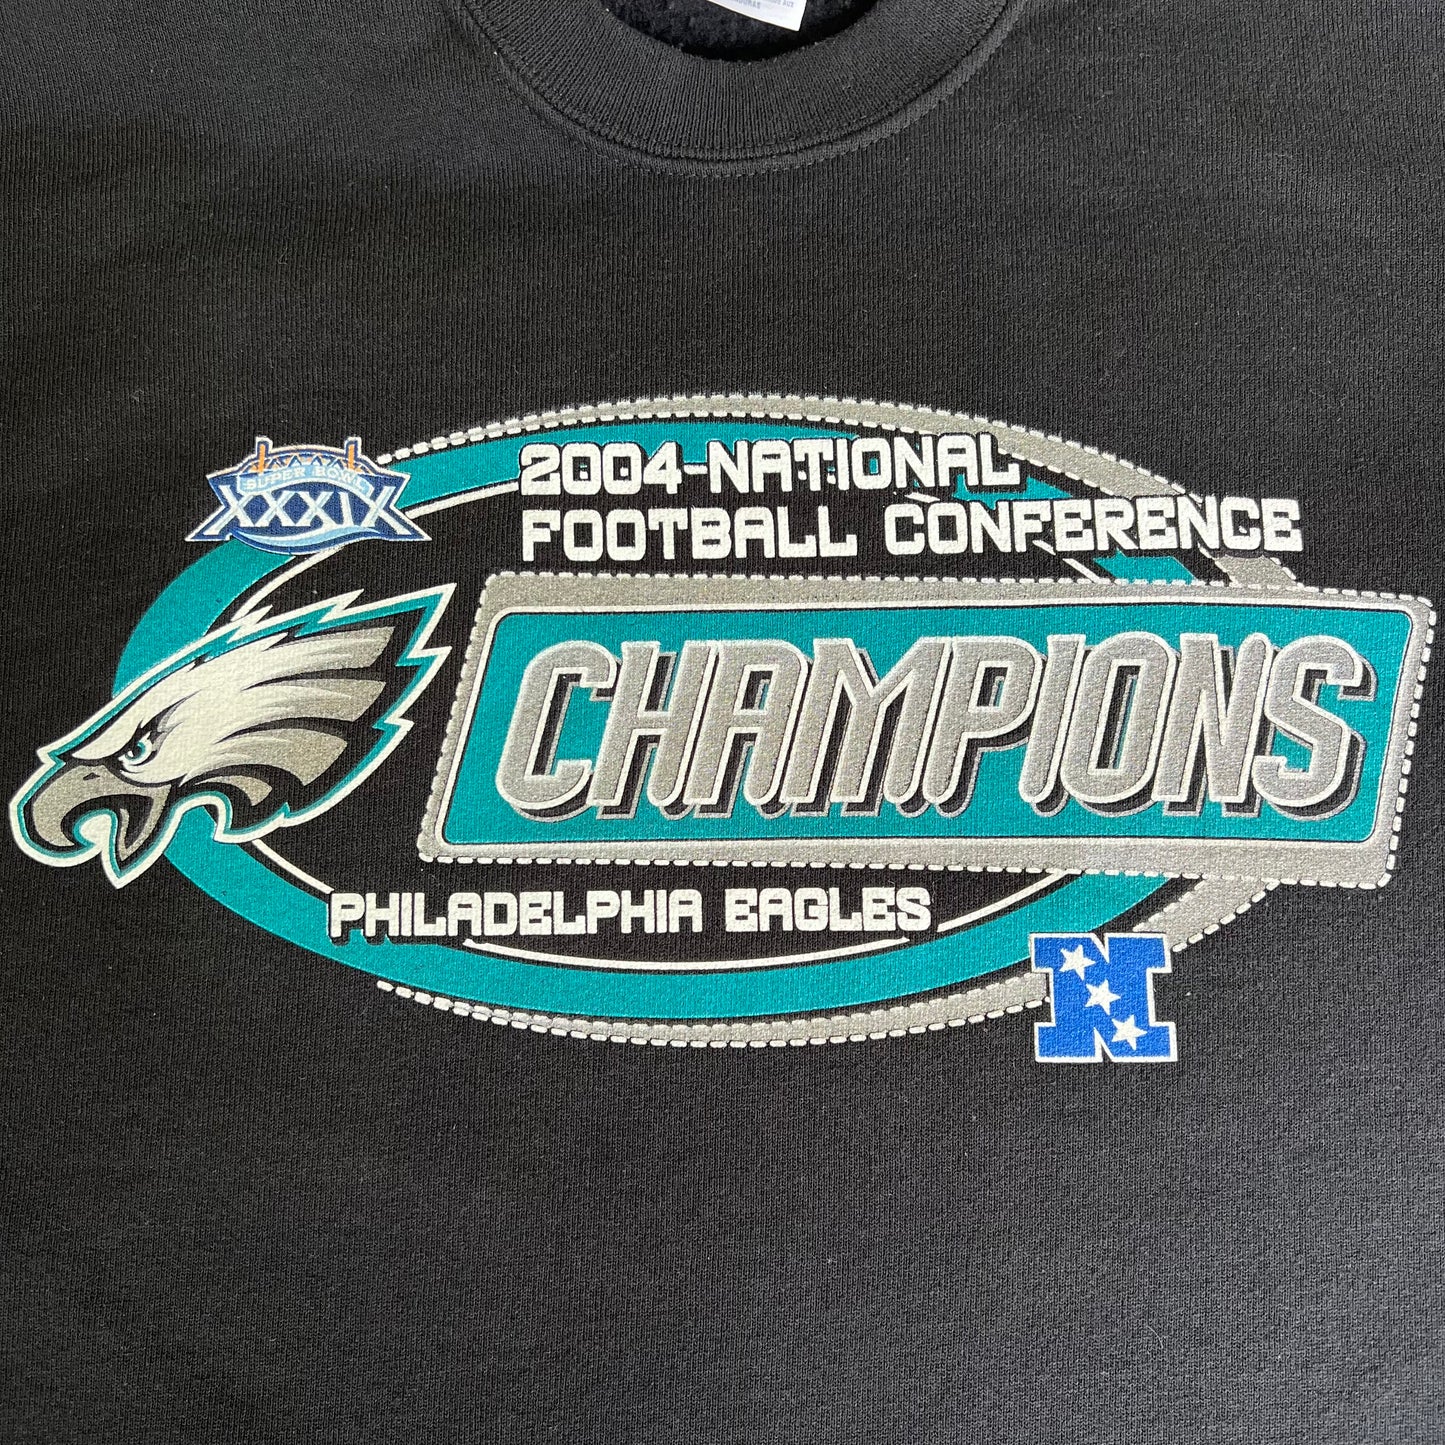 2004-NATIONAL
FOOTBALL CONFERENCE
SUPER BOWL
XXXIX
CHAMPIONS
PHILADELPHIA EAGLES
N